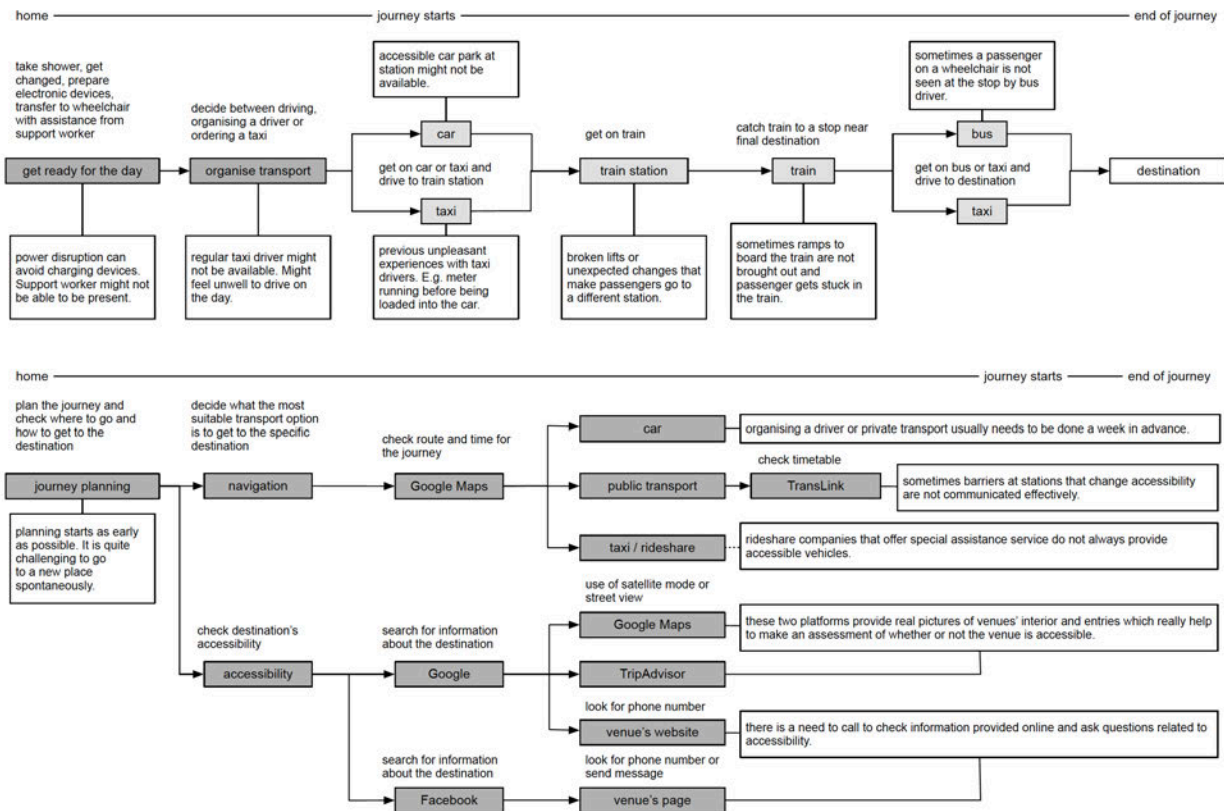 home
journey starts
end of journey
take shower, get
changed, prepare
electronic devices,
transfer to wheelchair
with assistance from
support worker
get ready for the day
power disruption can
avoid charging devices.
Support worker might not
be able to be present.
decide between driving,
organising a driver or
ordering a taxi
organise transport
regular taxi driver might
not be available. Might
feel unwell to drive on
the day.
accessible car park at
station might not be
available.
car
get on car or taxi and
drive to train station
taxi
previous unpleasant
experiences with taxi
drivers. E.g. meter
running before being
loaded into the car.
get on train
train station
broken lifts or
unexpected changes that
make passengers go to
a different station.
catch train to a stop near
final destination
train
sometimes ramps to
board the train are not
brought out and
passenger gets stuck in
the train.
sometimes a passenger
on a wheelchair is not
seen at the stop by bus
driver.
bus
get on bus or taxi and
drive to destination
taxi
destination
home
journey starts
end of journey
plan the journey and
check where to go and
how to get to the
destination
journey planning
planning starts as early
as possible. It is quite
challenging to go
to a new place
spontaneously.
decide what the most
suitable transport option
is to get to the specific
destination
navigation
check route and time for
the journey
Google Maps
car
organising a driver or private transport usually needs to be done a week in advance.
public transport
check timetable
TransLink
sometimes barriers at stations that change accessibility
are not communicated effectively.
taxi / rideshare
rideshare companies that offer special assistance service do not always provide
accessible vehicles.
check destination's
accessibility
accessibility
search for information
about the destination
Google
use of satellite mode or
street view
Google Maps
these two platforms provide real pictures of venues' interior and entries which really help
to make an assessment of whether or not the venue is accessible.
TripAdvisor
look for phone number
venue's website
there is a need to call to check information provided online and ask questions related to
accessibility.
search for information
about the destination
Facebook
look for phone number or
send message
venue's page